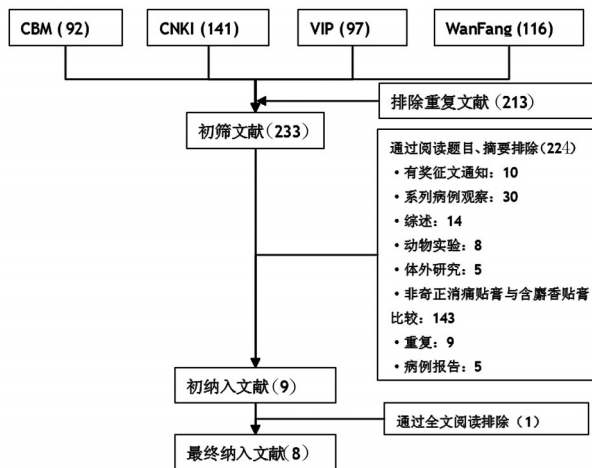 CBM (92)
CNKI (141)
VIP (97)
WanFang (116)
排除重复文献(213)
初筛文献(233)
通过阅读题目、摘要排除(224)
·有奖征文通知：10
·系列病例观察：30
·综述：14
·动物实验：8
·体外研究：5
·非奇正消痛贴膏与含麝香贴膏
比较：143
·重复：9
·病例报告：5
初纳入文献(9)
通过全文阅读排除（1）
最终纳入文献(8)